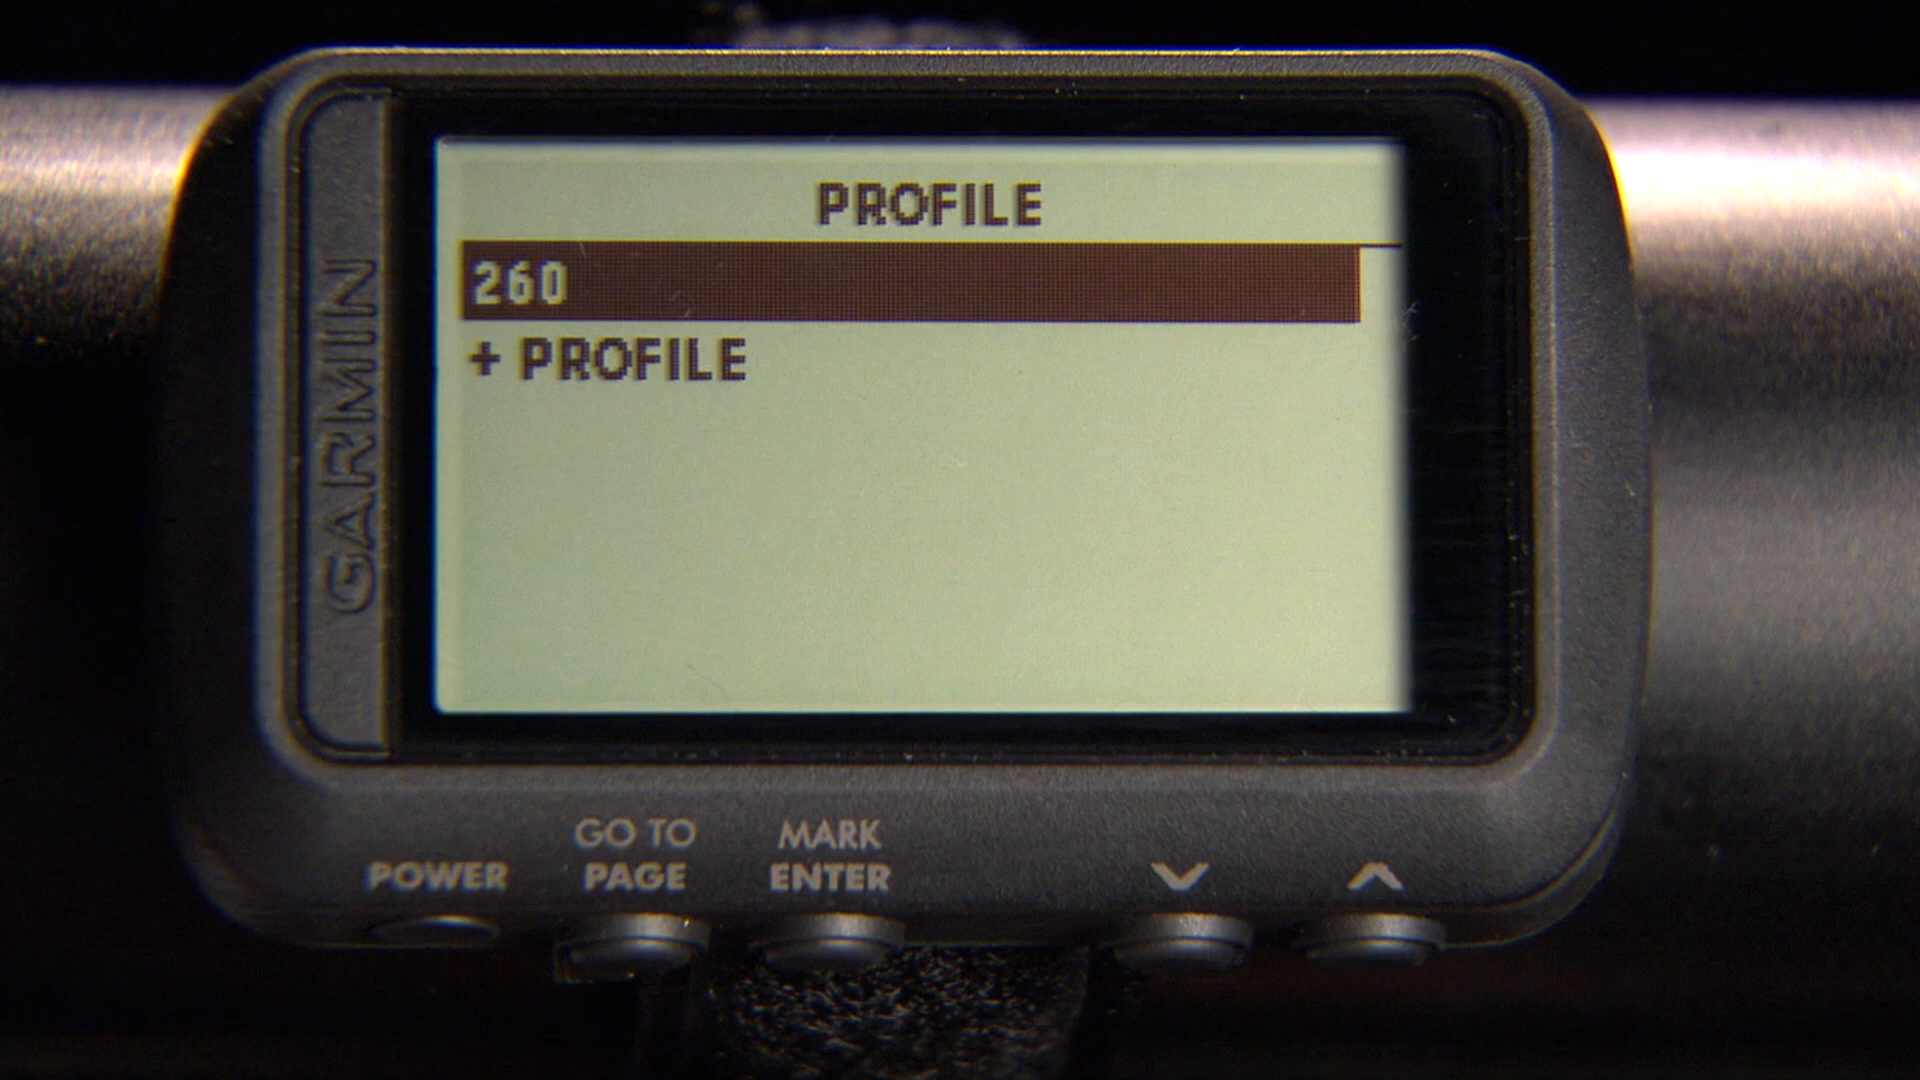 GARMIN
PROFILE
260
+ PROFILE
POWER
GO TO
PAGE
MARK
ENTER